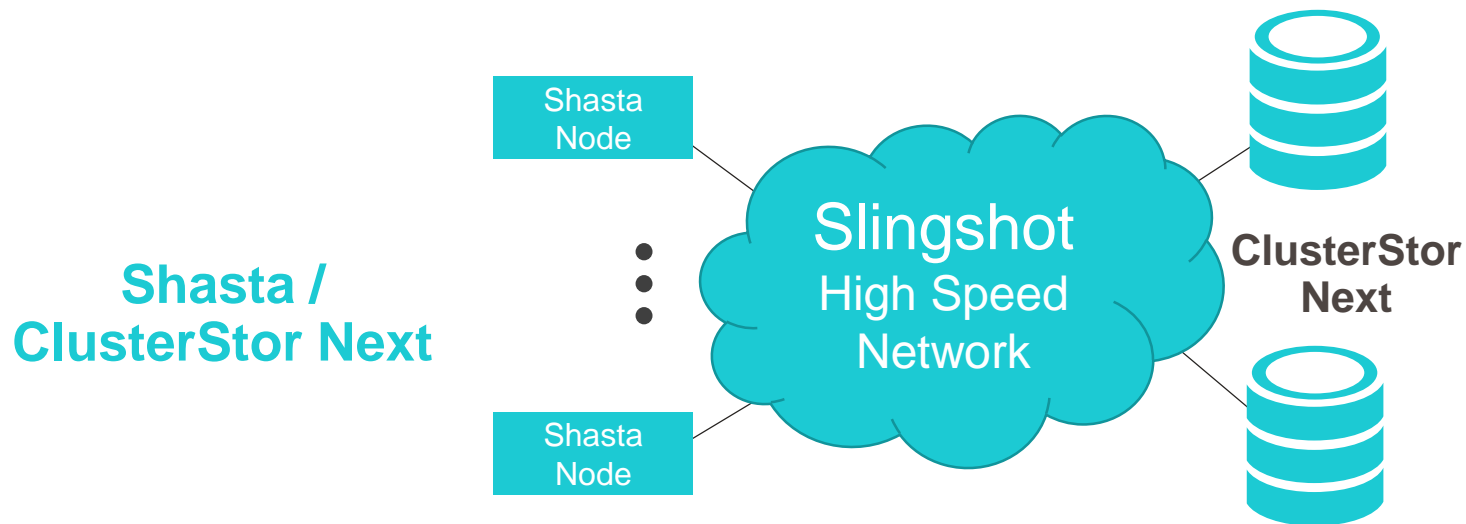 Shasta /
ClusterStor Next
Shasta
Node
Shasta
Node
Slingshot
High Speed
Network
ClusterStor
Next